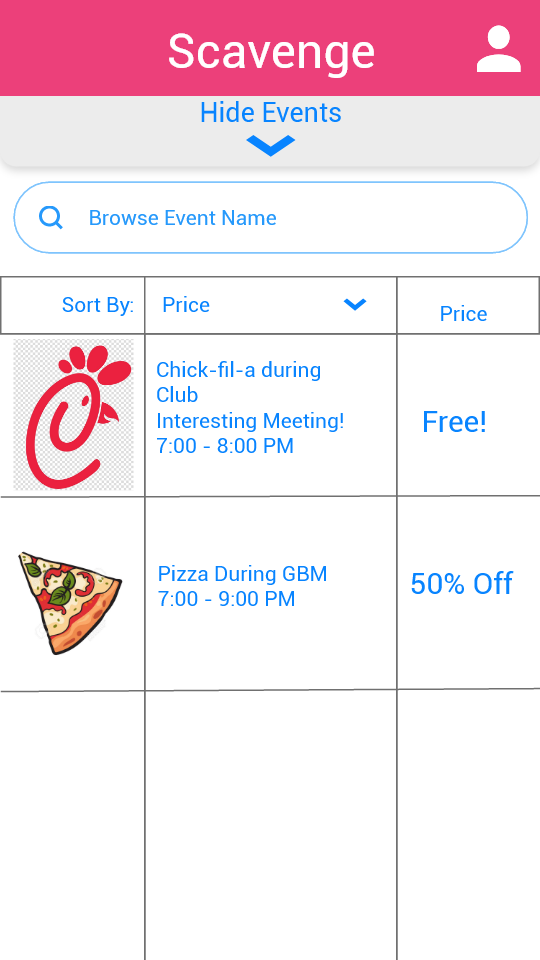 Scavenge
Hide Events
Browse Event Name
Sort By:
Price
Price
Chick-fil-a during
Club
Interesting Meeting!
7:00 - 8:00 PM
Free!
Pizza During GBM
7:00 - 9:00 PM
50% Off